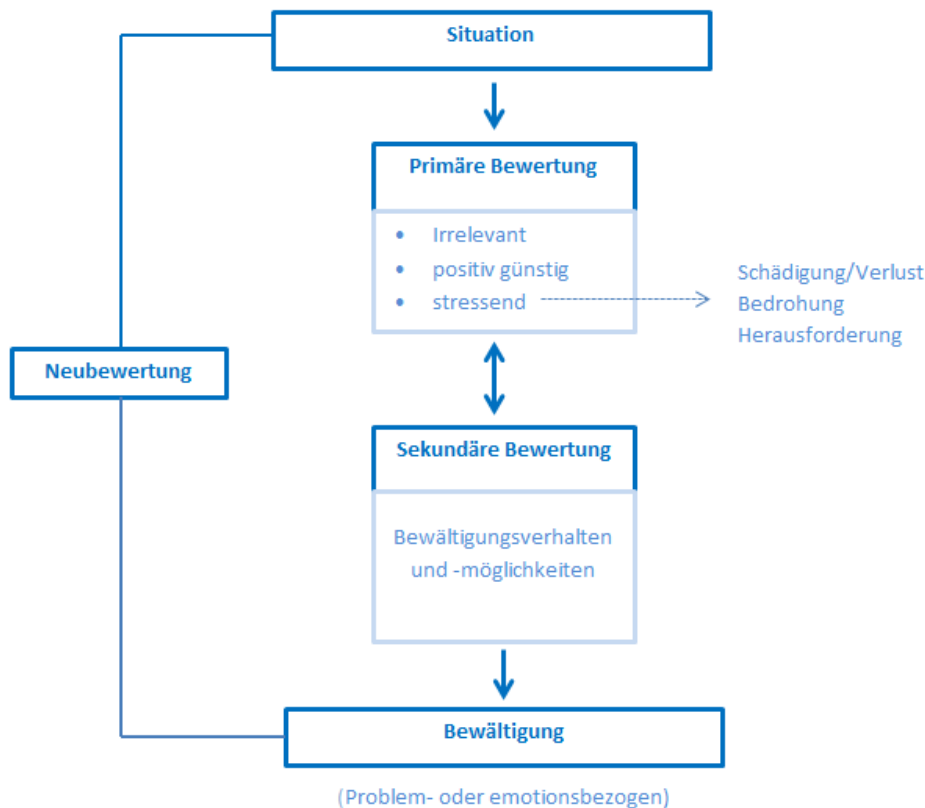 Situation
Primäre Bewertung
• Irrelevant
• positiv günstig
• stressend
Schädigung/Verlust
Bedrohung
Herausforderung
Neubewertung
Sekundäre Bewertung
Bewältigungsverhalten
und -möglichkeiten
Bewältigung
(Problem- oder emotionsbezogen)